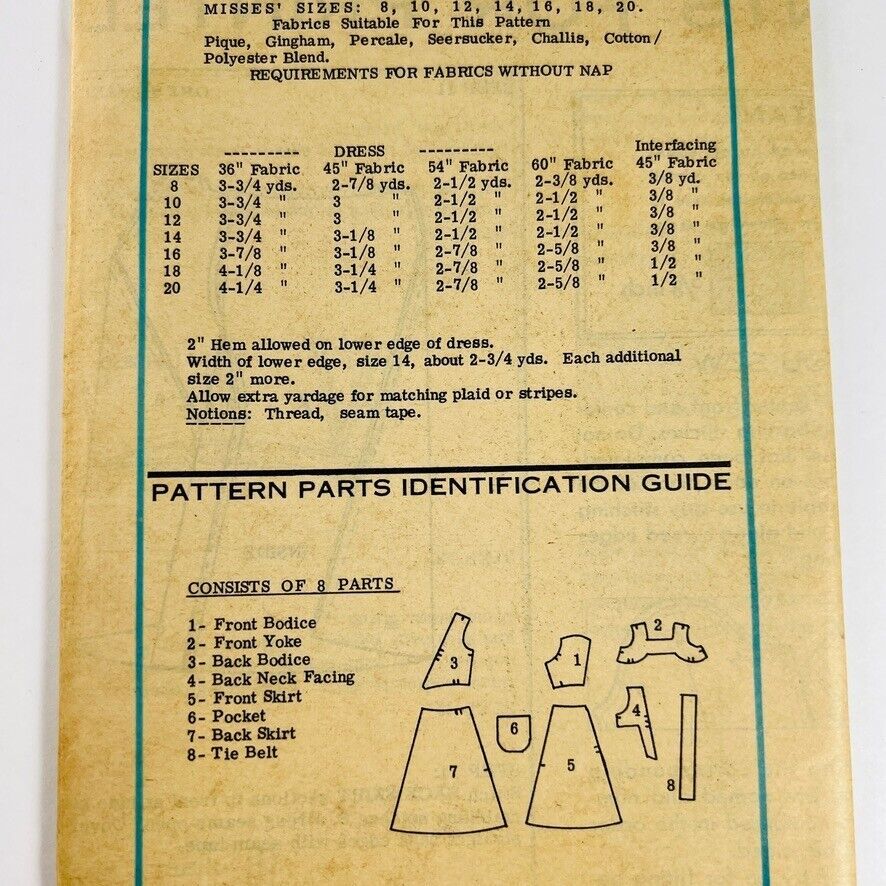 MISSES' SIZES: 8, 10, 12, 14, 16, 18, 20.
Fabrics Suitable For This Pattern
Pique, Gingham, Percale, Seersucker, Challis, Cotton/
Polyester Blend.
REQUIREMENTS FOR FABRICS WITHOUT NAP
--------- DRESS --------- Interfacing
SIZES 36" Fabric 45" Fabric 54" Fabric 60" Fabric 45" Fabric
8 3-3/4 yds. 2-7/8 yds. 2-1/2 yds. 2-3/8 yds. 3/8 yd.
10 3-3/4 " 3 " 2-1/2 " 2-1/2 " 3/8 "
12 3-3/4 " 3 " 2-1/2 " 2-1/2 " 3/8 "
14 3-3/4 " 3-1/8 " 2-1/2 " 2-1/2 " 3/8 "
16 3-7/8 " 3-1/8 " 2-7/8 " 2-5/8 " 3/8 "
18 4-1/8 " 3-1/4 " 2-7/8 " 2-5/8 " 1/2 "
20 4-1/4 " 3-1/4 " 2-7/8 " 2-5/8 " 1/2 "
2" Hem allowed on lower edge of dress.
Width of lower edge, size 14, about 2-3/4 yds. Each additional
size 2" more.
Allow extra yardage for matching plaid or stripes.
Notions: Thread, seam tape.
PATTERN PARTS IDENTIFICATION GUIDE
CONSISTS OF 8 PARTS
1- Front Bodice
2- Front Yoke
3- Back Bodice
4- Back Neck Facing
5- Front Skirt
6- Pocket
7- Back Skirt
8- Tie Belt
3 1 2
4
6
7 5 8